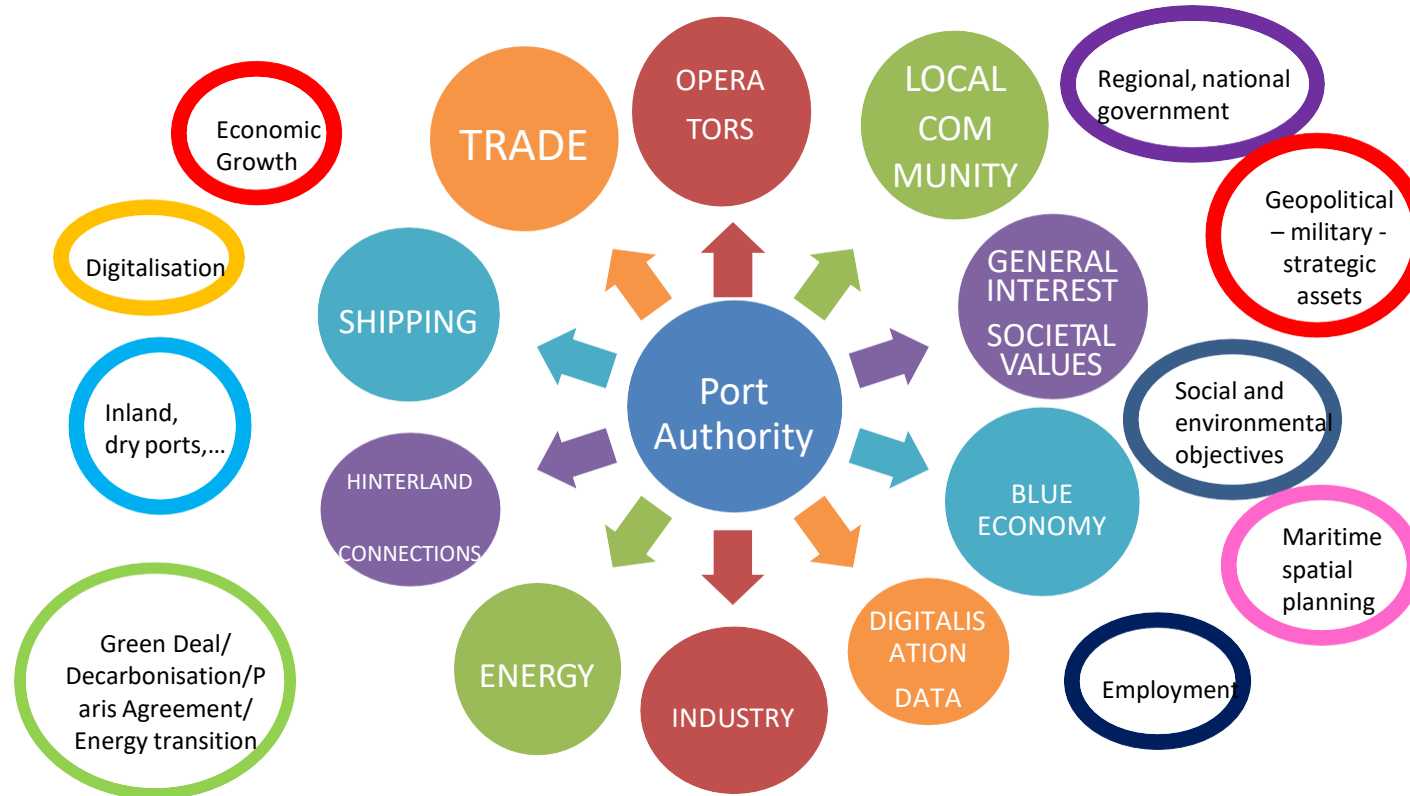 OPERA
TORS
LOCAL
COM
MUNITY
Regional, national
government
TRADE
Economic
Growth
Geopolitical
– military -
strategic
assets
Digitalisation
SHIPPING
GENERAL
INTEREST
SOCIETAL
VALUES
Port
Authority
Inland,
dry ports,…
Social and
environmental
objectives
HINTERLAND
CONNECTIONS
BLUE
ECONOMY
Maritime
spatial
planning
Green Deal/
Decarbonisation/P
aris Agreement/
Energy transition
ENERGY
INDUSTRY
DIGITALIS
ATION
DATA
Employment